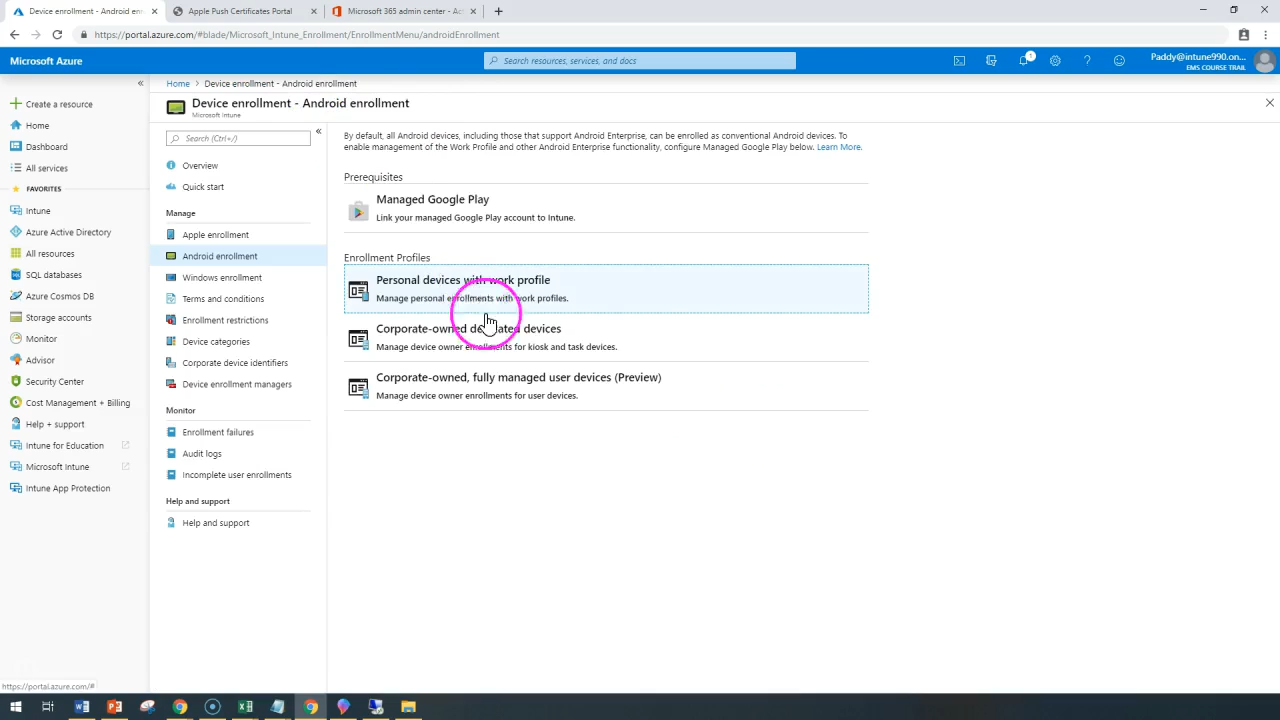 Device enrollment - Android enr
Apple Push Certificates Portal
Microsoft 365 admin center - Ac
https://portal.azure.com/#blade/Microsoft_Intune_Enrollment/EnrollmentMenu/androidEnrollment
Microsoft Azure
Search resources, services, and docs
1
Paddy@intune990.on...
EMS COURSE TRAIL
Home > Device enrollment - Android enrollment
Device enrollment - Android enrollment
Microsoft Intune
Create a resource
Home
Dashboard
All services
FAVORITES
Intune
Azure Active Directory
All resources
SQL databases
Azure Cosmos DB
Storage accounts
Monitor
Advisor
Security Center
Cost Management + Billing
Help + support
Intune for Education
Microsoft Intune
Intune App Protection
https://portal.azure.com/#
Search (Ctrl+/)
Overview
Quick start
Manage
Apple enrollment
Android enrollment
Windows enrollment
Terms and conditions
Enrollment restrictions
Device categories
Corporate device identifiers
Device enrollment managers
Monitor
Enrollment failures
Audit logs
Incomplete user enrollments
Help and support
Help and support
By default, all Android devices, including those that support Android Enterprise, can be enrolled as conventional Android devices. To
enable management of the Work Profile and other Android Enterprise functionality, configure Managed Google Play below. Learn More.
Prerequisites
Managed Google Play
Link your managed Google Play account to Intune.
Enrollment Profiles
Personal devices with work profile
Manage personal enrollments with work profiles.
Corporate-owned dedicated devices
Manage device owner enrollments for kiosk and task devices.
Corporate-owned, fully managed user devices (Preview)
Manage device owner enrollments for user devices.